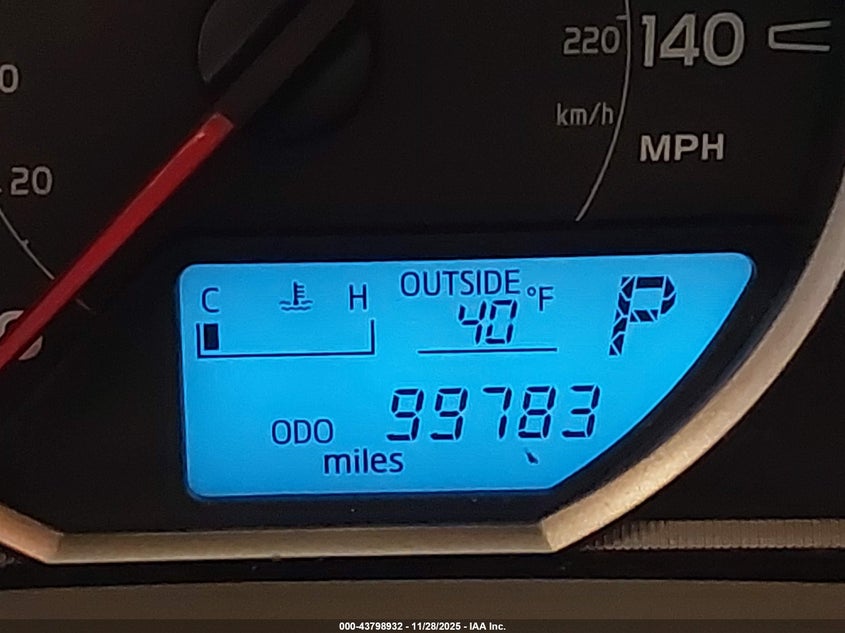 220
140
km/h
MPH
0
20
C
H
OUTSIDE
40 °F
P
ODO
99783
miles
000-43798932 - 11/28/2025 - IAA Inc.